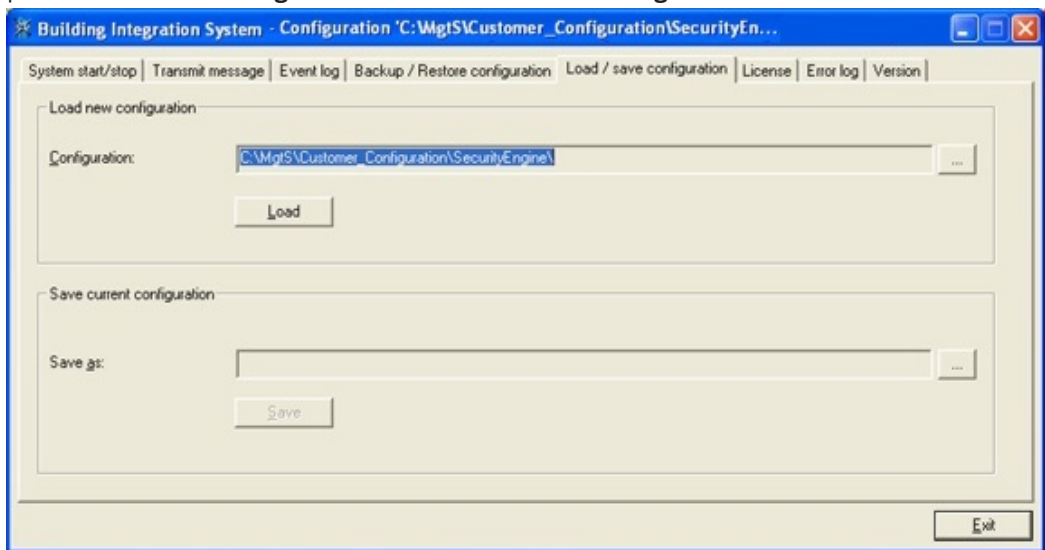 Building Integration System - Configuration 'C:\MgtS\Customer_Configuration\SecurityEn...
System start/stop | Transmit message | Event log | Backup / Restore configuration | Load / save configuration | License | Error log | Version
Load new configuration
Configuration: C:\MgtS\Customer_Configuration\SecurityEngine\ ...
Load
Save current configuration
Save as: ...
Save
Exit